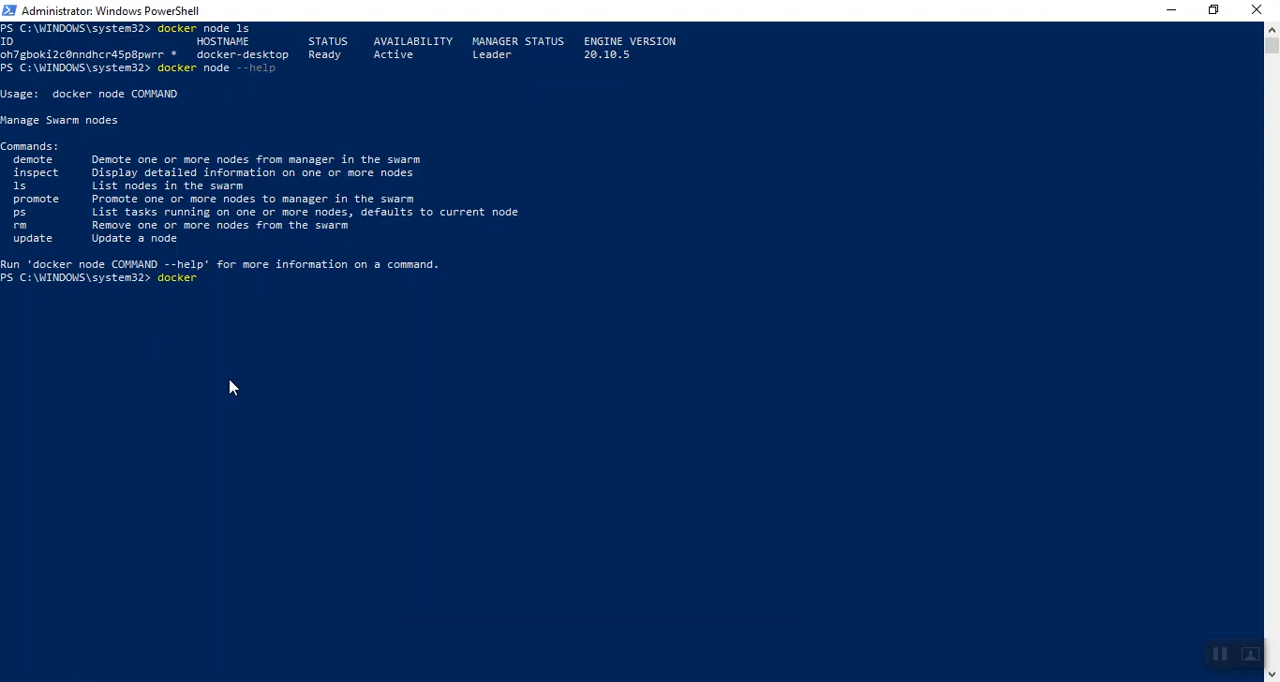 Administrator: Windows PowerShell
PS C:\WINDOWS\system32> docker node ls
ID HOSTNAME STATUS AVAILABILITY MANAGER STATUS ENGINE VERSION
oh7gboki2c0nndhcr45p8pwrr * docker-desktop Ready Active Leader 20.10.5
PS C:\WINDOWS\system32> docker node --help
Usage: docker node COMMAND
Manage Swarm nodes
Commands:
demote Demote one or more nodes from manager in the swarm
inspect Display detailed information on one or more nodes
ls List nodes in the swarm
promote Promote one or more nodes to manager in the swarm
ps List tasks running on one or more nodes, defaults to current node
rm Remove one or more nodes from the swarm
update Update a node
Run 'docker node COMMAND --help' for more information on a command.
PS C:\WINDOWS\system32> docker